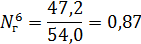 N_г^б = 47,2 / 54,0 = 0,87